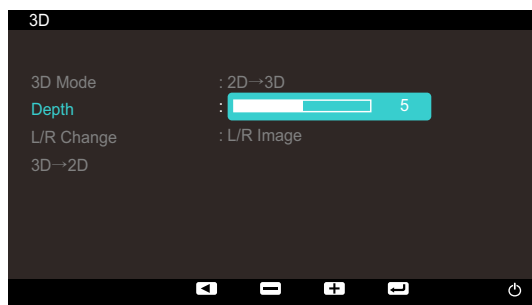 3D
3D Mode : 2D→3D
Depth : 5
L/R Change : L/R Image
3D→2D